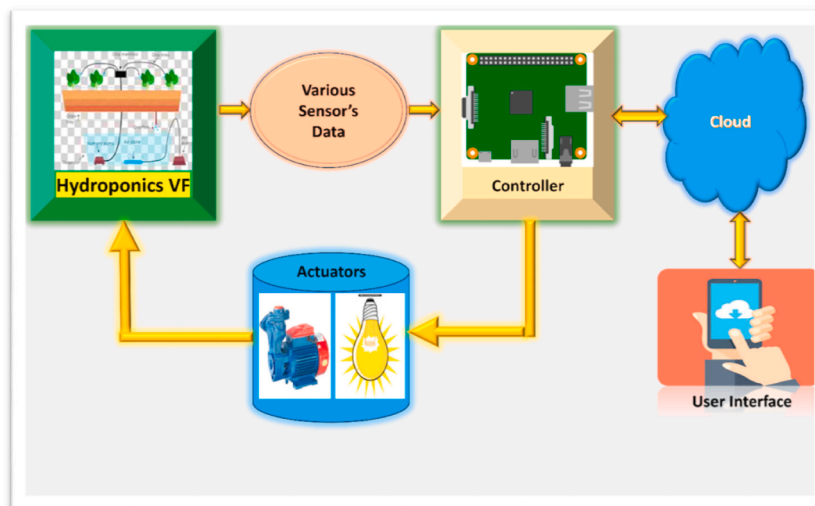 Hydroponics VF
Various
Sensor's
Data
Controller
Cloud
Actuators
User Interface